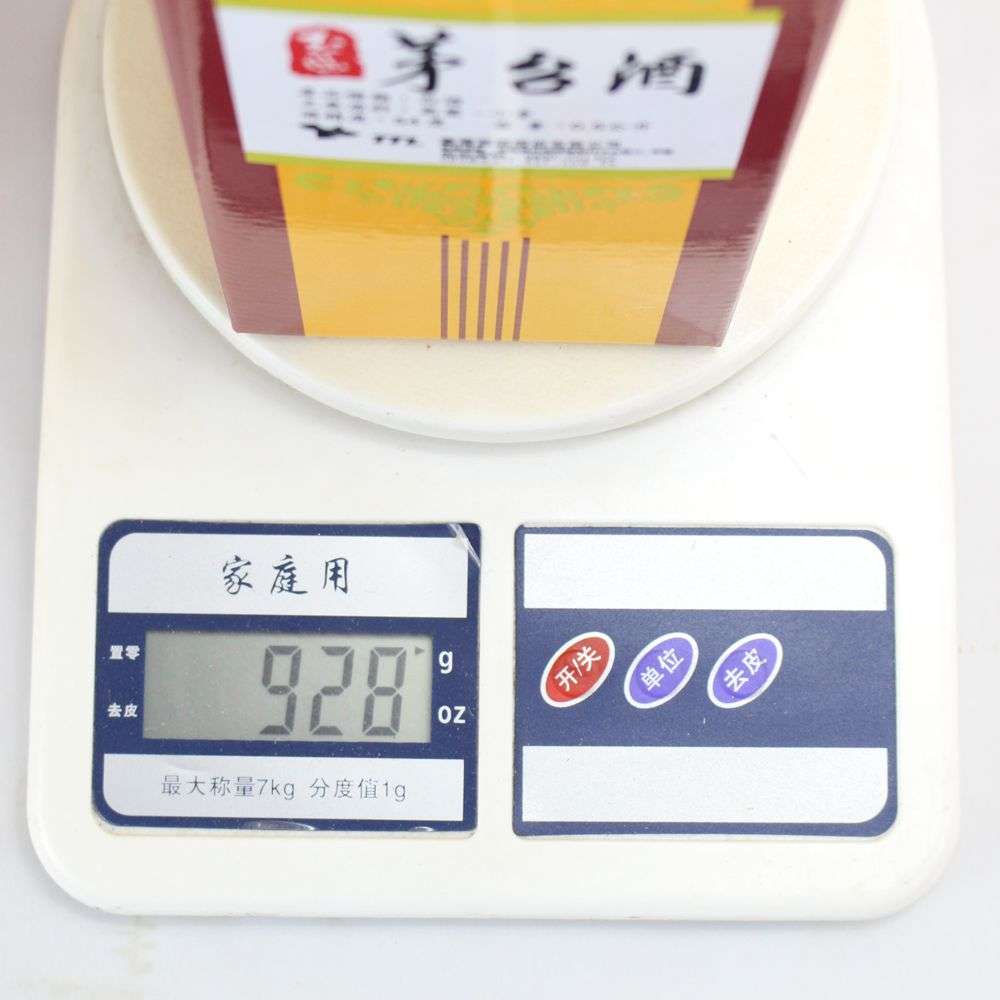 茅台酒
家庭用
置零
928
g
去皮
oz
最大称量7kg 分度值1g
开/关
单位
去皮